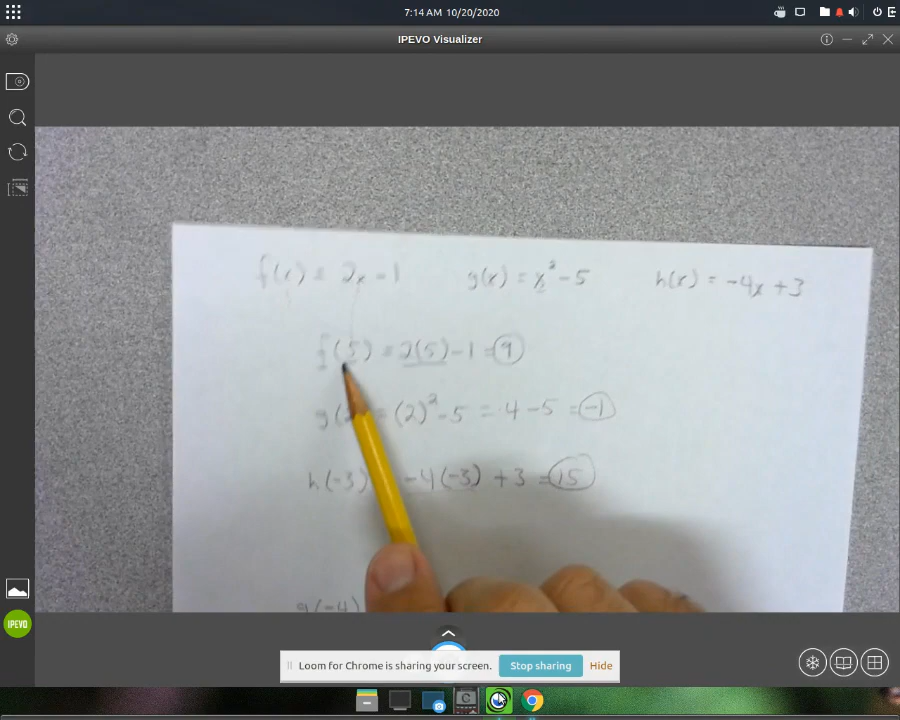 7:14 AM 10/20/2020
IPEVO Visualizer
f(x) = 2x - 1 g(x) = x² - 5 h(x) = -4x + 3
f(5) = 2(5) - 1 = 9
g(2 = (2)² - 5 = 4 - 5 = -1
h(-3) -4(-3) + 3 = 15
g(-4)
IPEVO
Loom for Chrome is sharing your screen. Stop sharing Hide